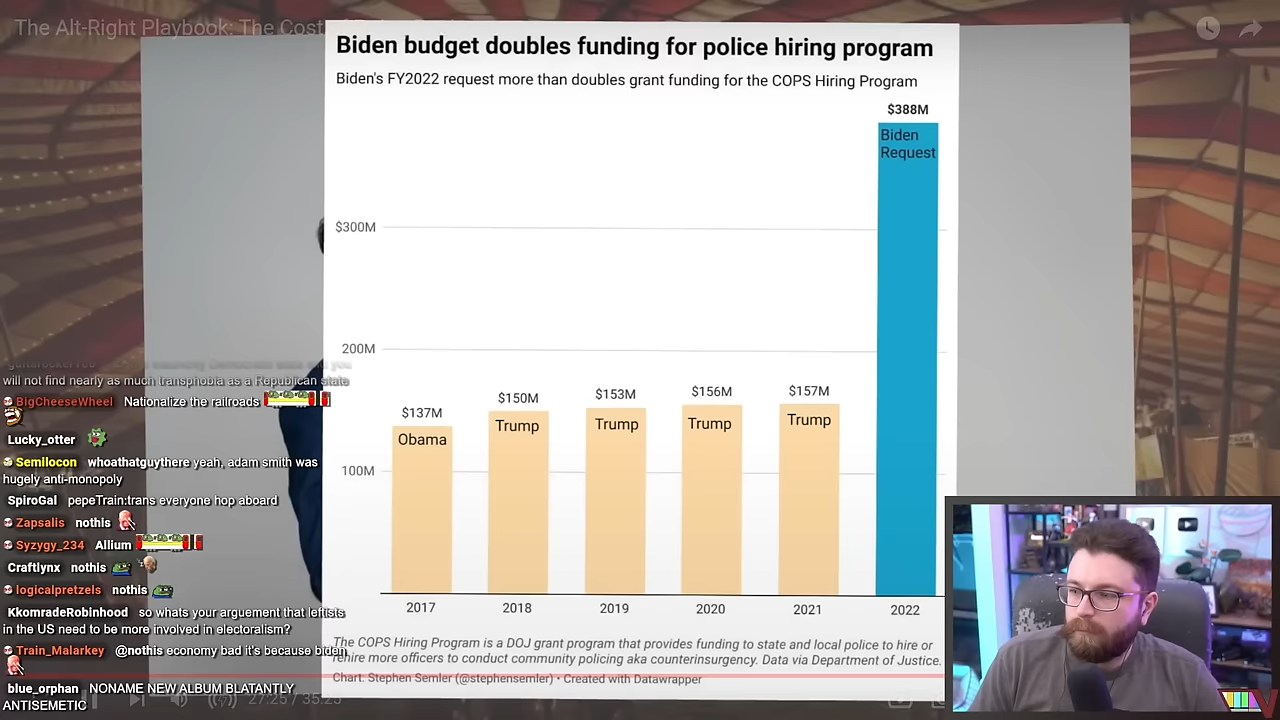 The Alt-Right Playbook: The Cost of
Biden budget doubles funding for police hiring program
Biden's FY2022 request more than doubles grant funding for the COPS Hiring Program
$388M
Biden
Request
$300M
200M
$157M
$156M
$153M
$150M
$137M
Trump
Trump
Trump
Trump
Obama
100M
2017
2018
2019
2020
2021
2022
The COPS Hiring Program is a DOJ grant program that provides funding to state and local police to hire or
rehire more officers to conduct community policing aka counterinsurgency. Data via Department of Justice.
Chart: Stephen Semler (@stephensemler) • Created with Datawrapper
will not find nearly as much transphobia as a Republican state
BigCheeseWheel Nationalize the railroads
Lucky_otter
Semilocon whoathatguythere yeah, adam smith was
hugely anti-monopoly
SpiroGal pepeTrain:trans everyone hop aboard
Zapsalis nothis
Syzygy_234 Allium
Craftlynx nothis
logicalpretzels nothis
KkomradeRobinhood so whats your arguement that leftists
in the US need to be more involved in electoralism?
Train_Malarkey @nothis economy bad it's because biden
blue_orphan NONAME NEW ALBUM BLATANTLY
ANTISEMETIC
27:25 / 35:25